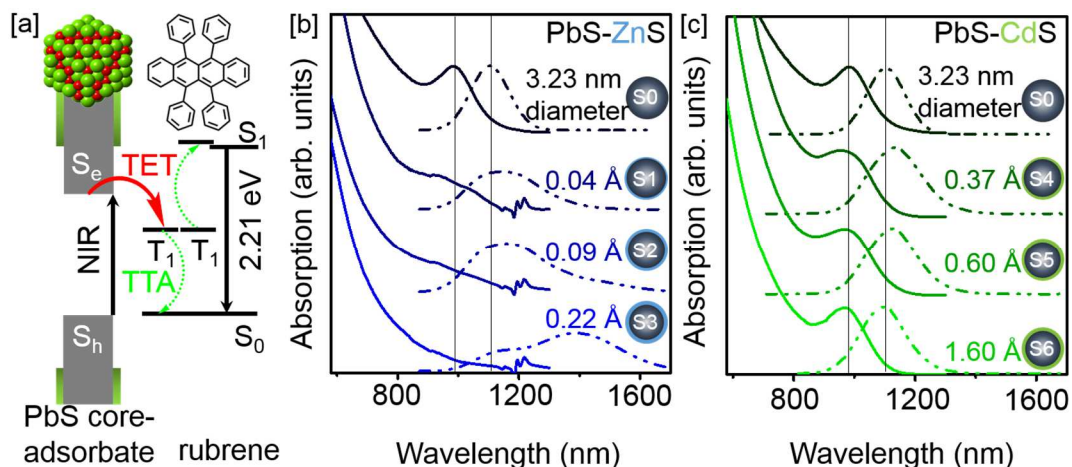 [a]
S1
Se
TET
T1
T1
NIR
TTA
2.21 eV
Sh
S0
PbS core-
adsorbate
rubrene
[b]
PbS-ZnS
3.23 nm
diameter
S0
0.04 Å
S1
0.09 Å
S2
0.22 Å
S3
Absorption (arb. units)
800
1200
1600
Wavelength (nm)
[c]
PbS-CdS
3.23 nm
diameter
S0
0.37 Å
S4
0.60 Å
S5
1.60 Å
S6
Absorption (arb. units)
800
1200
1600
Wavelength (nm)